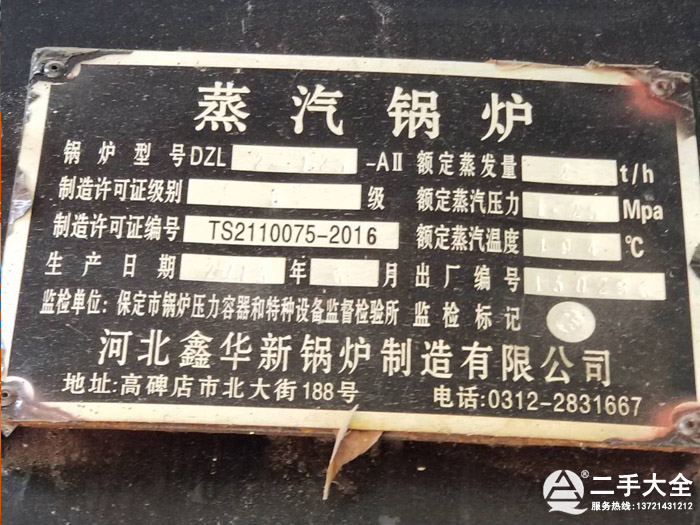 蒸汽锅炉
锅炉型号DZL -AⅡ 额定蒸发量 2 t/h
制造许可证级别 级 额定蒸汽压力 1.25 Mpa
制造许可证编号 TS2110075-2016 额定蒸汽温度 194 ℃
生产日期 年 月 出厂编号
监检单位: 保定市锅炉压力容器和特种设备监督检验所 监检标记
河北鑫华新锅炉制造有限公司
地址:高碑店市北大街188号 电话:0312-2831667
二手大全
服务热线:13721431212